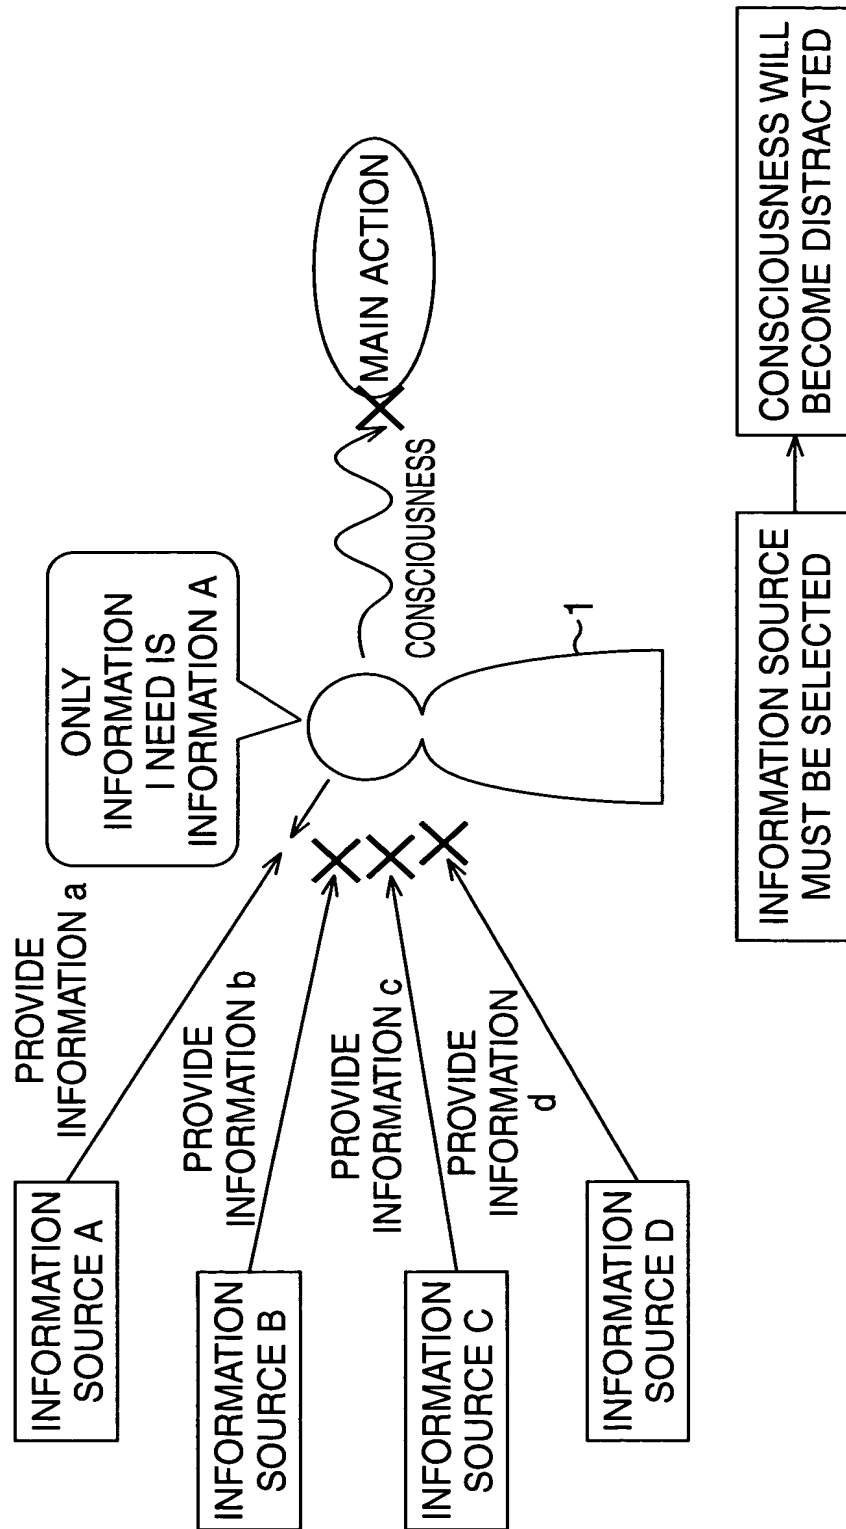 INFORMATION
SOURCE A
PROVIDE
INFORMATION a
INFORMATION
SOURCE B
PROVIDE
INFORMATION b
INFORMATION
SOURCE C
PROVIDE
INFORMATION c
INFORMATION
SOURCE D
PROVIDE
INFORMATION
d
ONLY
INFORMATION
I NEED IS
INFORMATION A
1
CONSCIOUSNESS
MAIN ACTION
INFORMATION SOURCE
MUST BE SELECTED
CONSCIOUSNESS WILL
BECOME DISTRACTED